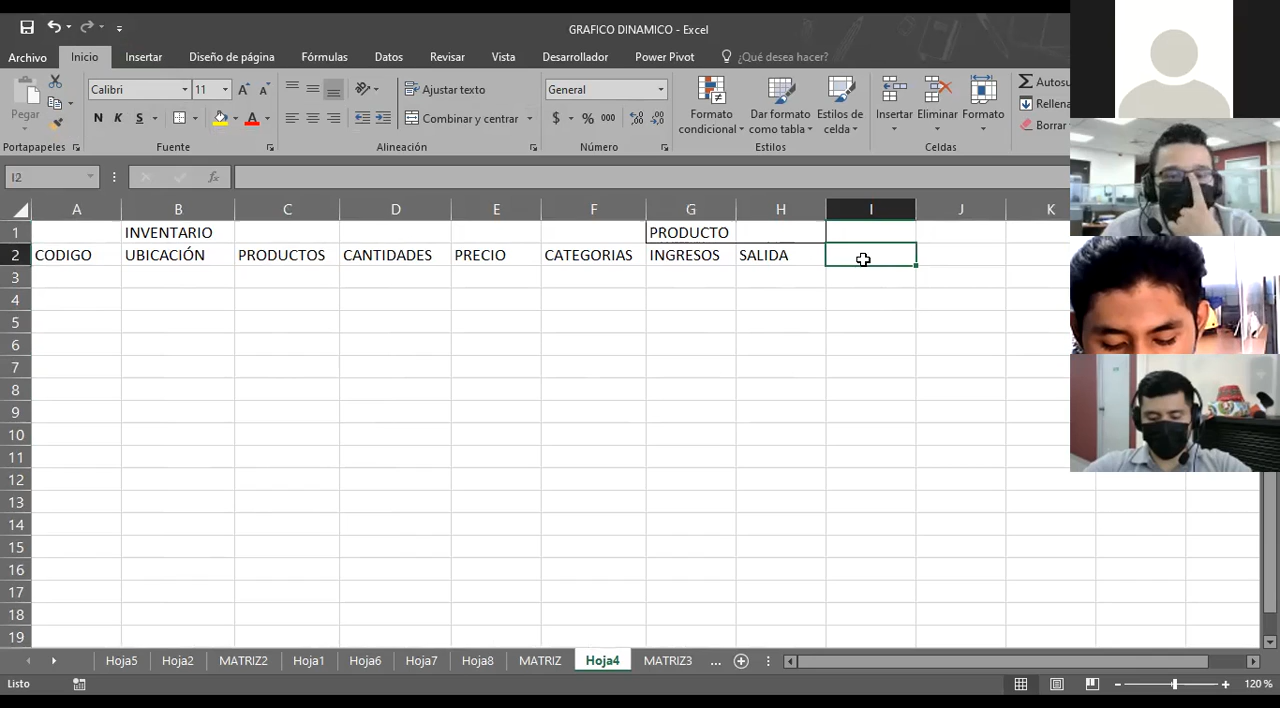 GRAFICO DINAMICO - Excel
Archivo Inicio Insertar Diseño de página Fórmulas Datos Revisar Vista Desarrollador Power Pivot ¿Qué desea hacer?
Pegar
Calibri 11
N K S
Ajustar texto
Combinar y centrar
General
$ % 000
Formato condicional
Dar formato como tabla
Estilos de celda
Insertar Eliminar Formato
Autosu
Rellena
Borrar
Portapapeles Fuente Alineación Número Estilos Celdas
I2 fx
A B C D E F G H I J K
1 INVENTARIO PRODUCTO
2 CODIGO UBICACIÓN PRODUCTOS CANTIDADES PRECIO CATEGORIAS INGRESOS SALIDA
3
4
5
6
7
8
9
10
11
12
13
14
15
16
17
18
19
Hoja5 Hoja2 MATRIZ2 Hoja1 Hoja6 Hoja7 Hoja8 MATRIZ Hoja4 MATRIZ3 ...
Listo 120 %